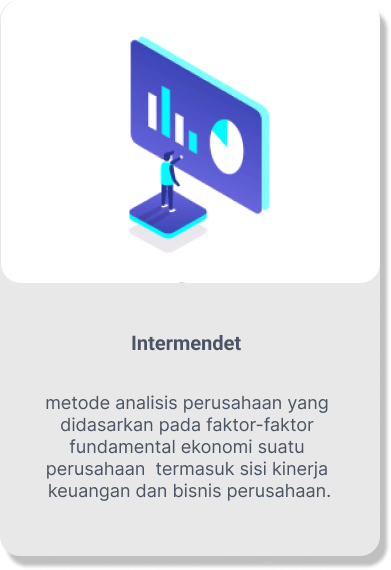 Intermendet
metode analisis perusahaan yang
didasarkan pada faktor-faktor
fundamental ekonomi suatu
perusahaan  termasuk sisi kinerja
keuangan dan bisnis perusahaan.